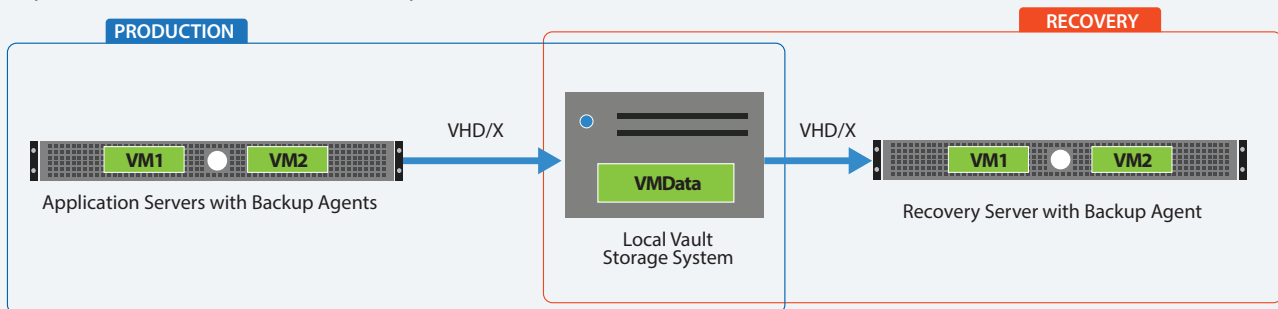 PRODUCTION
RECOVERY
VHD/X
VHD/X
VM1
VM2
VMData
VM1
VM2
Application Servers with Backup Agents
Local Vault
Storage System
Recovery Server with Backup Agent